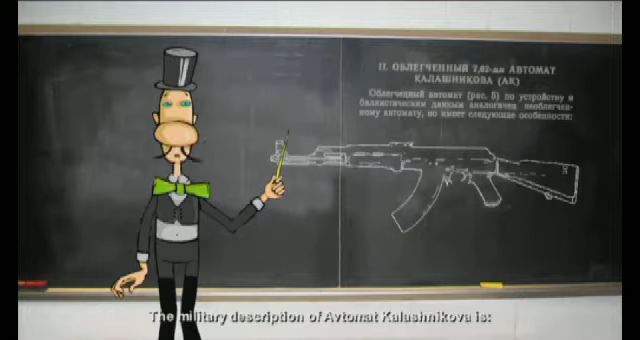 II. ОБЛЕГЧЕННЫЙ 7,62-мм АВТОМАТ
КАЛАШНИКОВА (АК)
Облегченный автомат (рис. 5) по устройству и
баллистическим данным аналогичен необлегчен-
ному автомату, но имеет следующие особенности:
The military description of Avtomat Kalashnikova is: